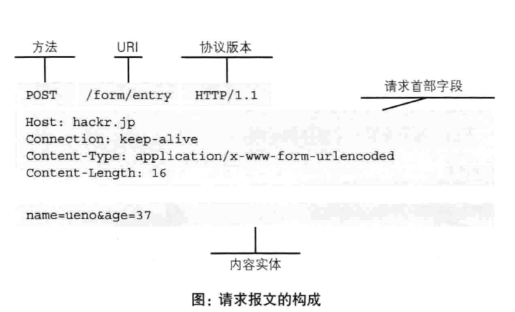 方法 URI 协议版本
请求首部字段
POST /form/entry HTTP/1.1
Host: hackr.jp
Connection: keep-alive
Content-Type: application/x-www-form-urlencoded
Content-Length: 16
name=ueno&age=37
内容实体
图：请求报文的构成